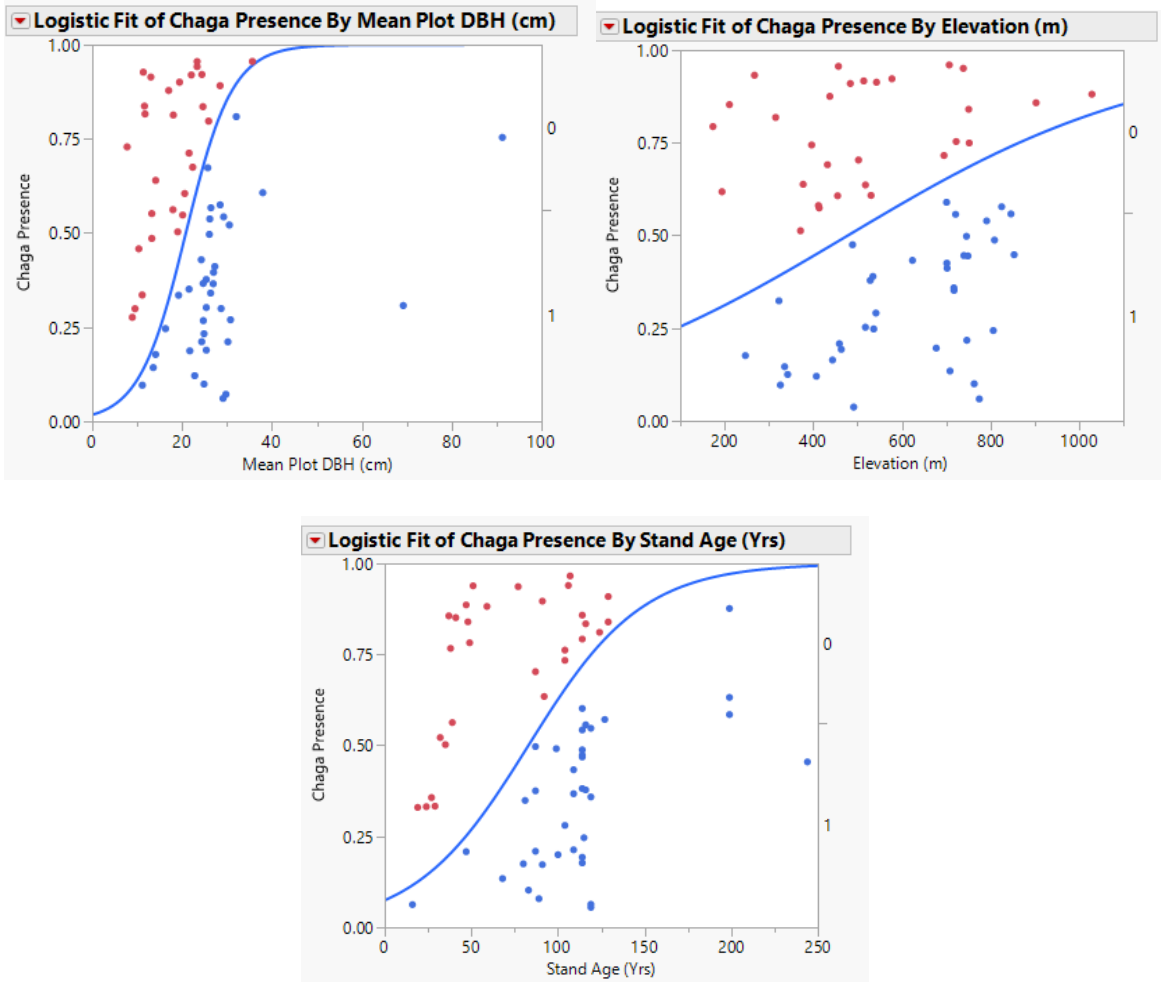 Logistic Fit of Chaga Presence By Mean Plot DBH (cm)
1.00
0.75
0.50
0.25
0.00
Chaga Presence
0
1
0 20 40 60 80 100
Mean Plot DBH (cm)
Logistic Fit of Chaga Presence By Elevation (m)
1.00
0.75
0.50
0.25
0.00
Chaga Presence
0
1
200 400 600 800 1000
Elevation (m)
Logistic Fit of Chaga Presence By Stand Age (Yrs)
1.00
0.75
0.50
0.25
0.00
Chaga Presence
0
1
0 50 100 150 200 250
Stand Age (Yrs)